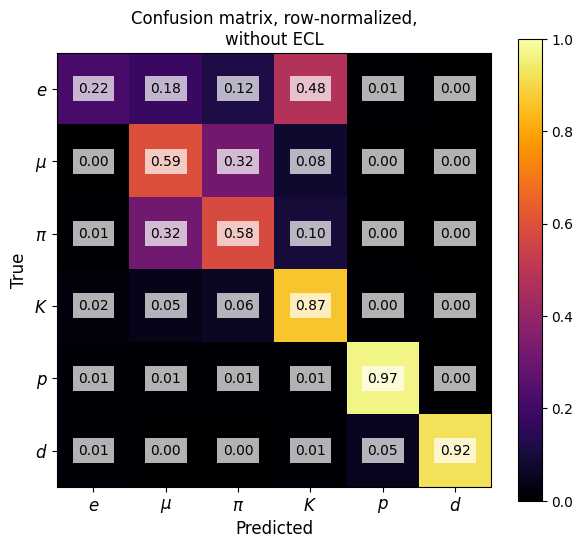 Confusion matrix, row-normalized,
without ECL
True
e 0.22 0.18 0.12 0.48 0.01 0.00
μ 0.00 0.59 0.32 0.08 0.00 0.00
π 0.01 0.32 0.58 0.10 0.00 0.00
K 0.02 0.05 0.06 0.87 0.00 0.00
p 0.01 0.01 0.01 0.01 0.97 0.00
d 0.01 0.00 0.00 0.01 0.05 0.92
e μ π K p d
Predicted
1.0
0.8
0.6
0.4
0.2
0.0